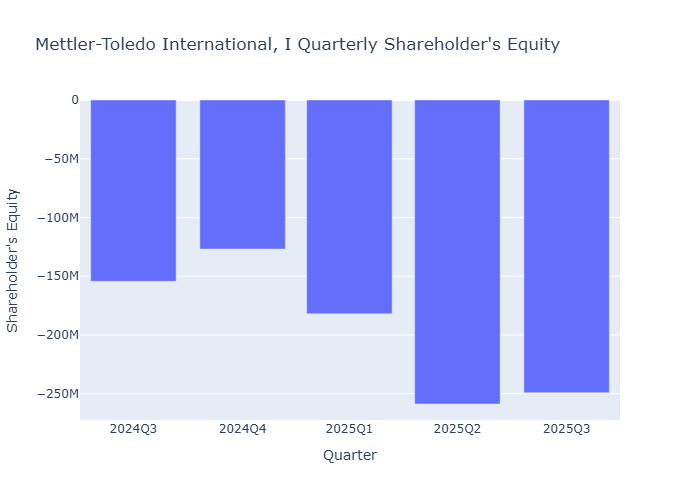 Mettler-Toledo International, I Quarterly Shareholder's Equity
0
−50M
−100M
−150M
−200M
−250M
Shareholder's Equity
2024Q3
2024Q4
2025Q1
2025Q2
2025Q3
Quarter